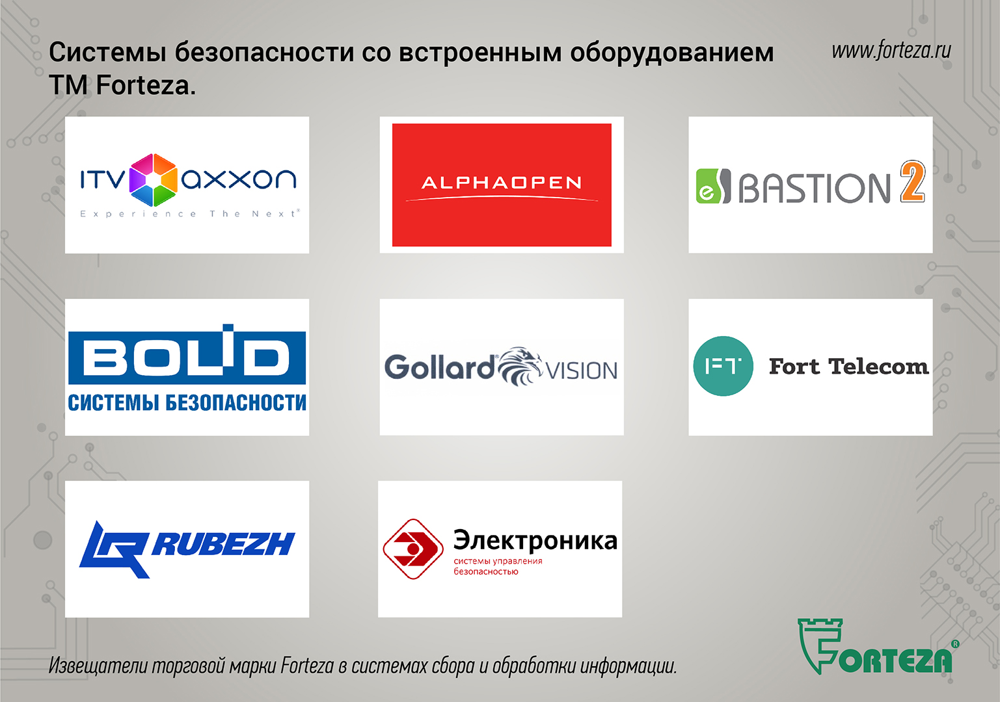 Системы безопасности со встроенным оборудованием
ТМ Forteza.
www.forteza.ru
ITV axxon
Experience The Next®
ALPHAOPEN
eS BASTION 2
BOLID
СИСТЕМЫ БЕЗОПАСНОСТИ
Gollard® VISION
FT Fort Telecom
RUBEZH
Электроника
системы управления
безопасностью
Извещатели торговой марки Forteza в системах сбора и обработки информации.
FORTEZA®